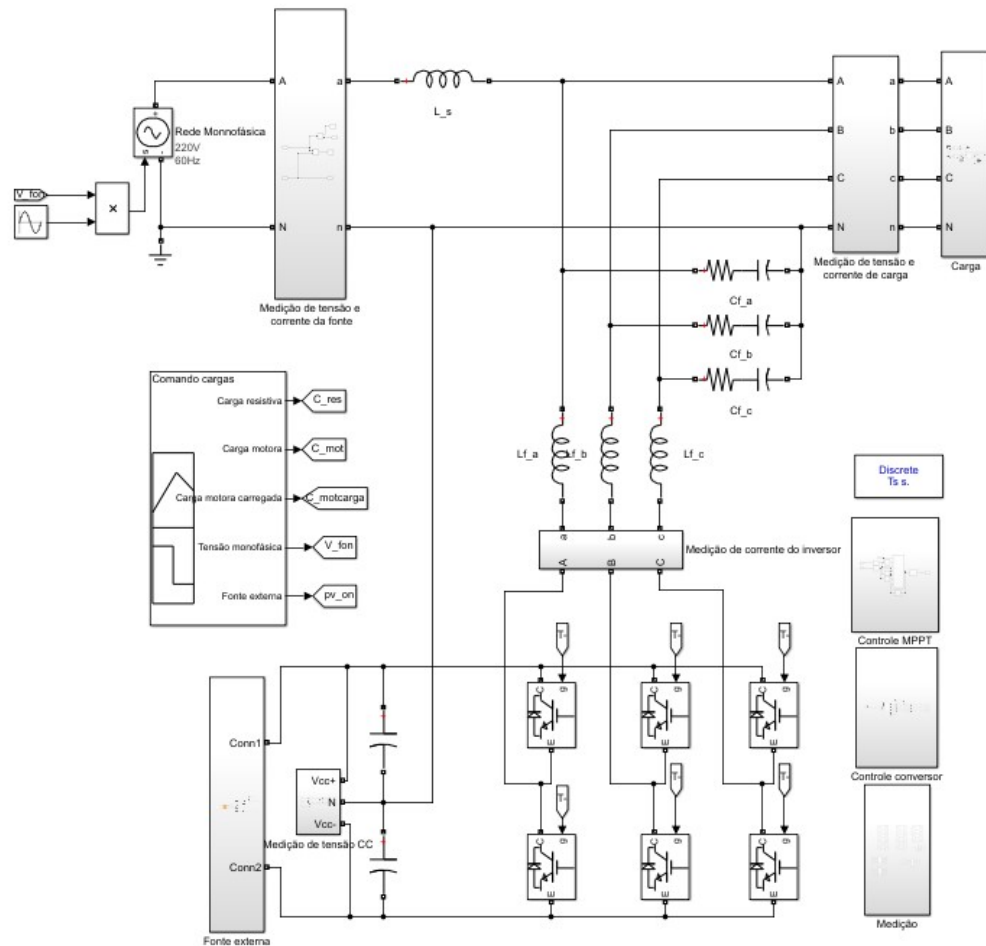 A
a
L_s
A
a
A
Rede Monnofásica
220V
60Hz
B
b
B
C
c
C
V_fon
×
N
n
N
n
N
Carga
Medição de tensão e
corrente de carga
Medição de tensão e
corrente da fonte
Cf_a
Cf_b
Cf_c
Comando cargas
Carga resistiva
C_res
Carga motora
C_mot
Carga motora carregada
C_motcarga
Tensão monofásica
V_fon
Fonte externa
pv_on
Lf_a
Lf_b
Lf_c
Discrete
Ts s.
a
b
c
A
B
C
Medição de corrente do inversor
Controle MPPT
C
g
E
C
g
E
C
g
E
Conn1
Vcc+
N
Vcc-
Medição de tensão CC
Controle conversor
C
g
E
C
g
E
C
g
E
Conn2
Fonte externa
Medição